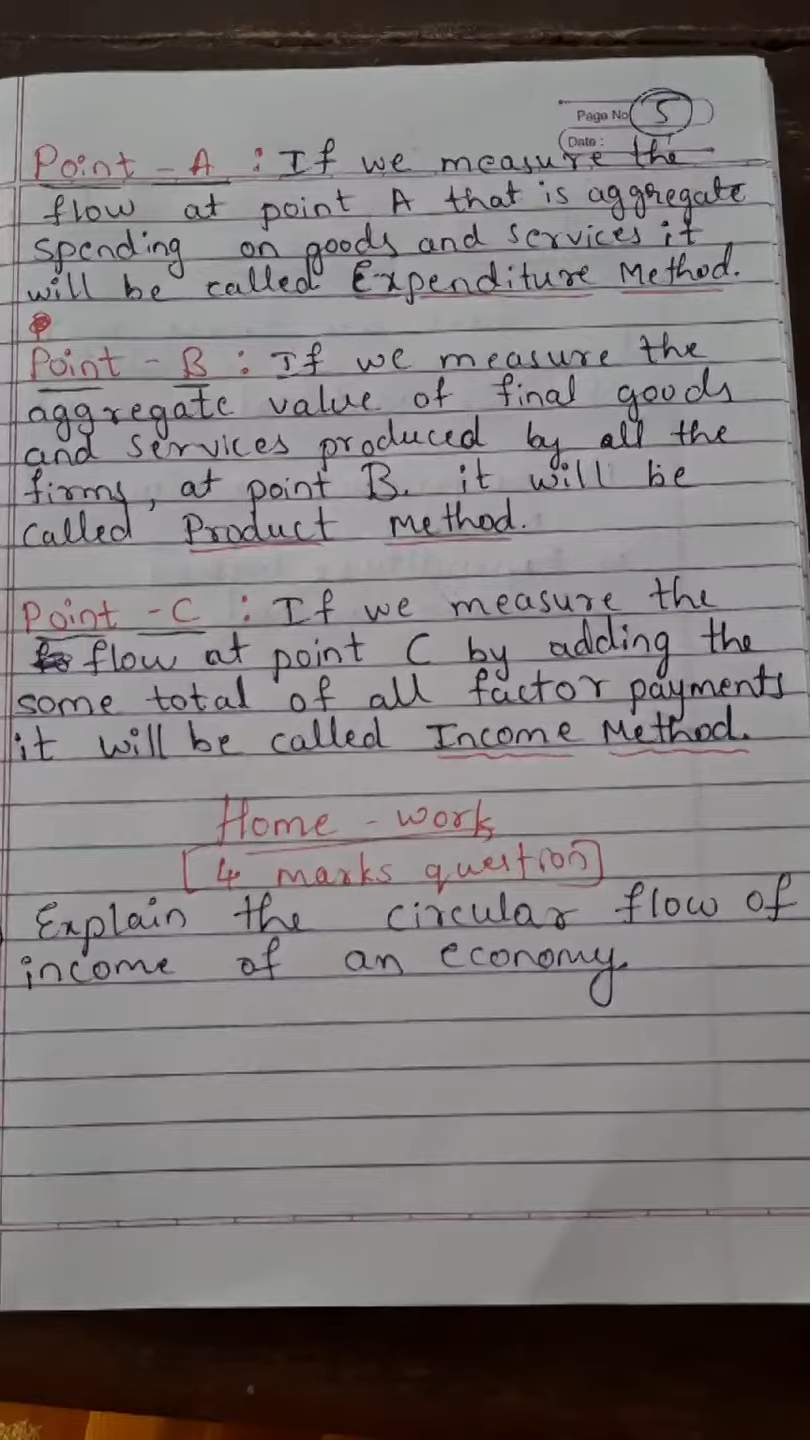 Page No 5
Date :
Point - A : If we measure the
flow at point A that is aggregate
spending on goods and services it
will be called Expenditure Method.
Point - B : If we measure the
aggregate value of final goods
and services produced by all the
firms, at point B. it will be
called Product Method.
Point - C : If we measure the
flow at point C by adding the
some total of all factor payments
it will be called Income Method.
Home - work
[4 marks question]
Explain the circular flow of
income of an economy.